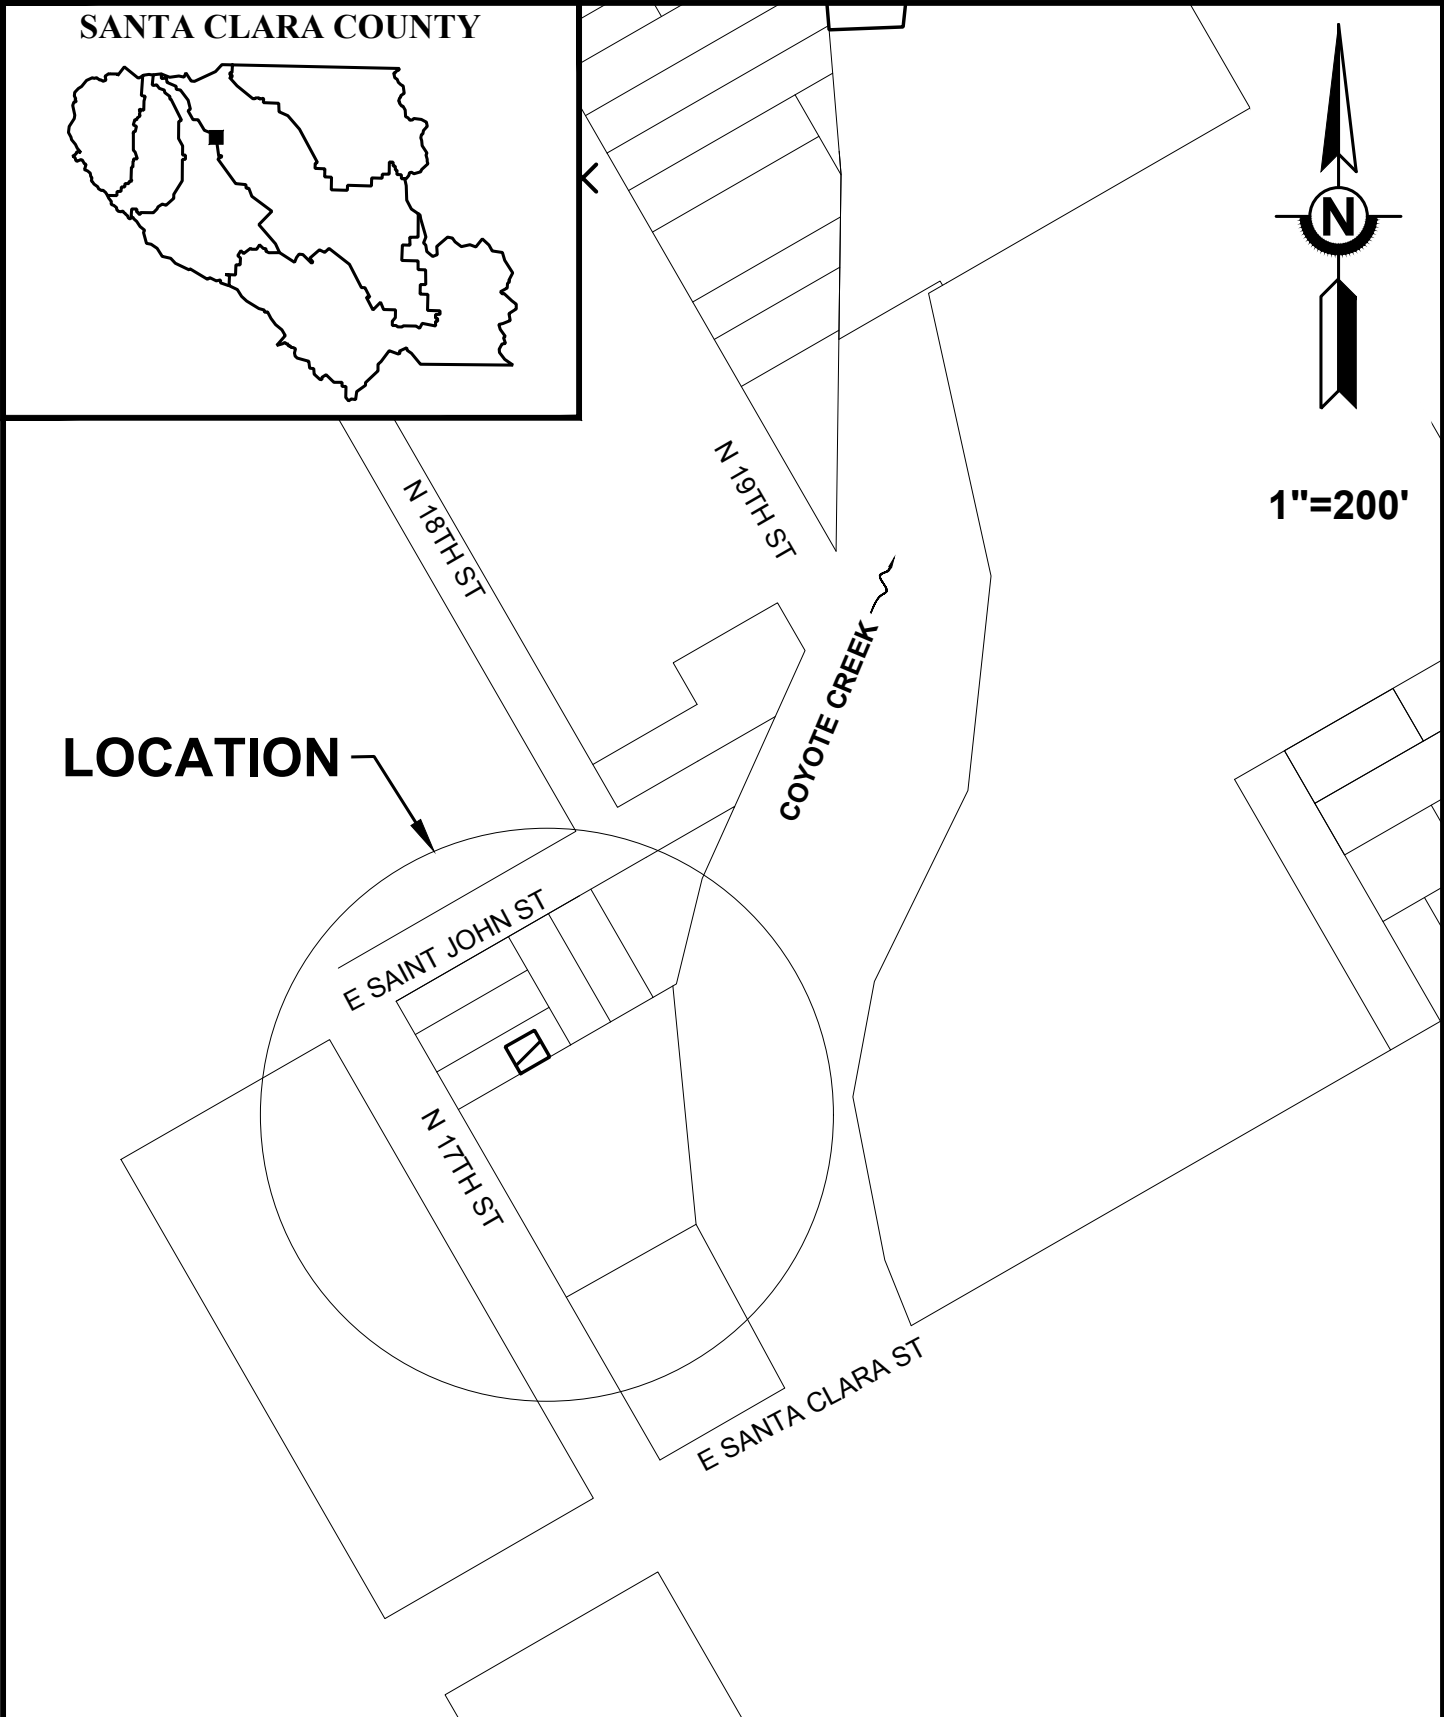 SANTA CLARA COUNTY
N
1"=200'
N 19TH ST
N 18TH ST
COYOTE CREEK
LOCATION
E SAINT JOHN ST
N 17TH ST
E SANTA CLARA ST